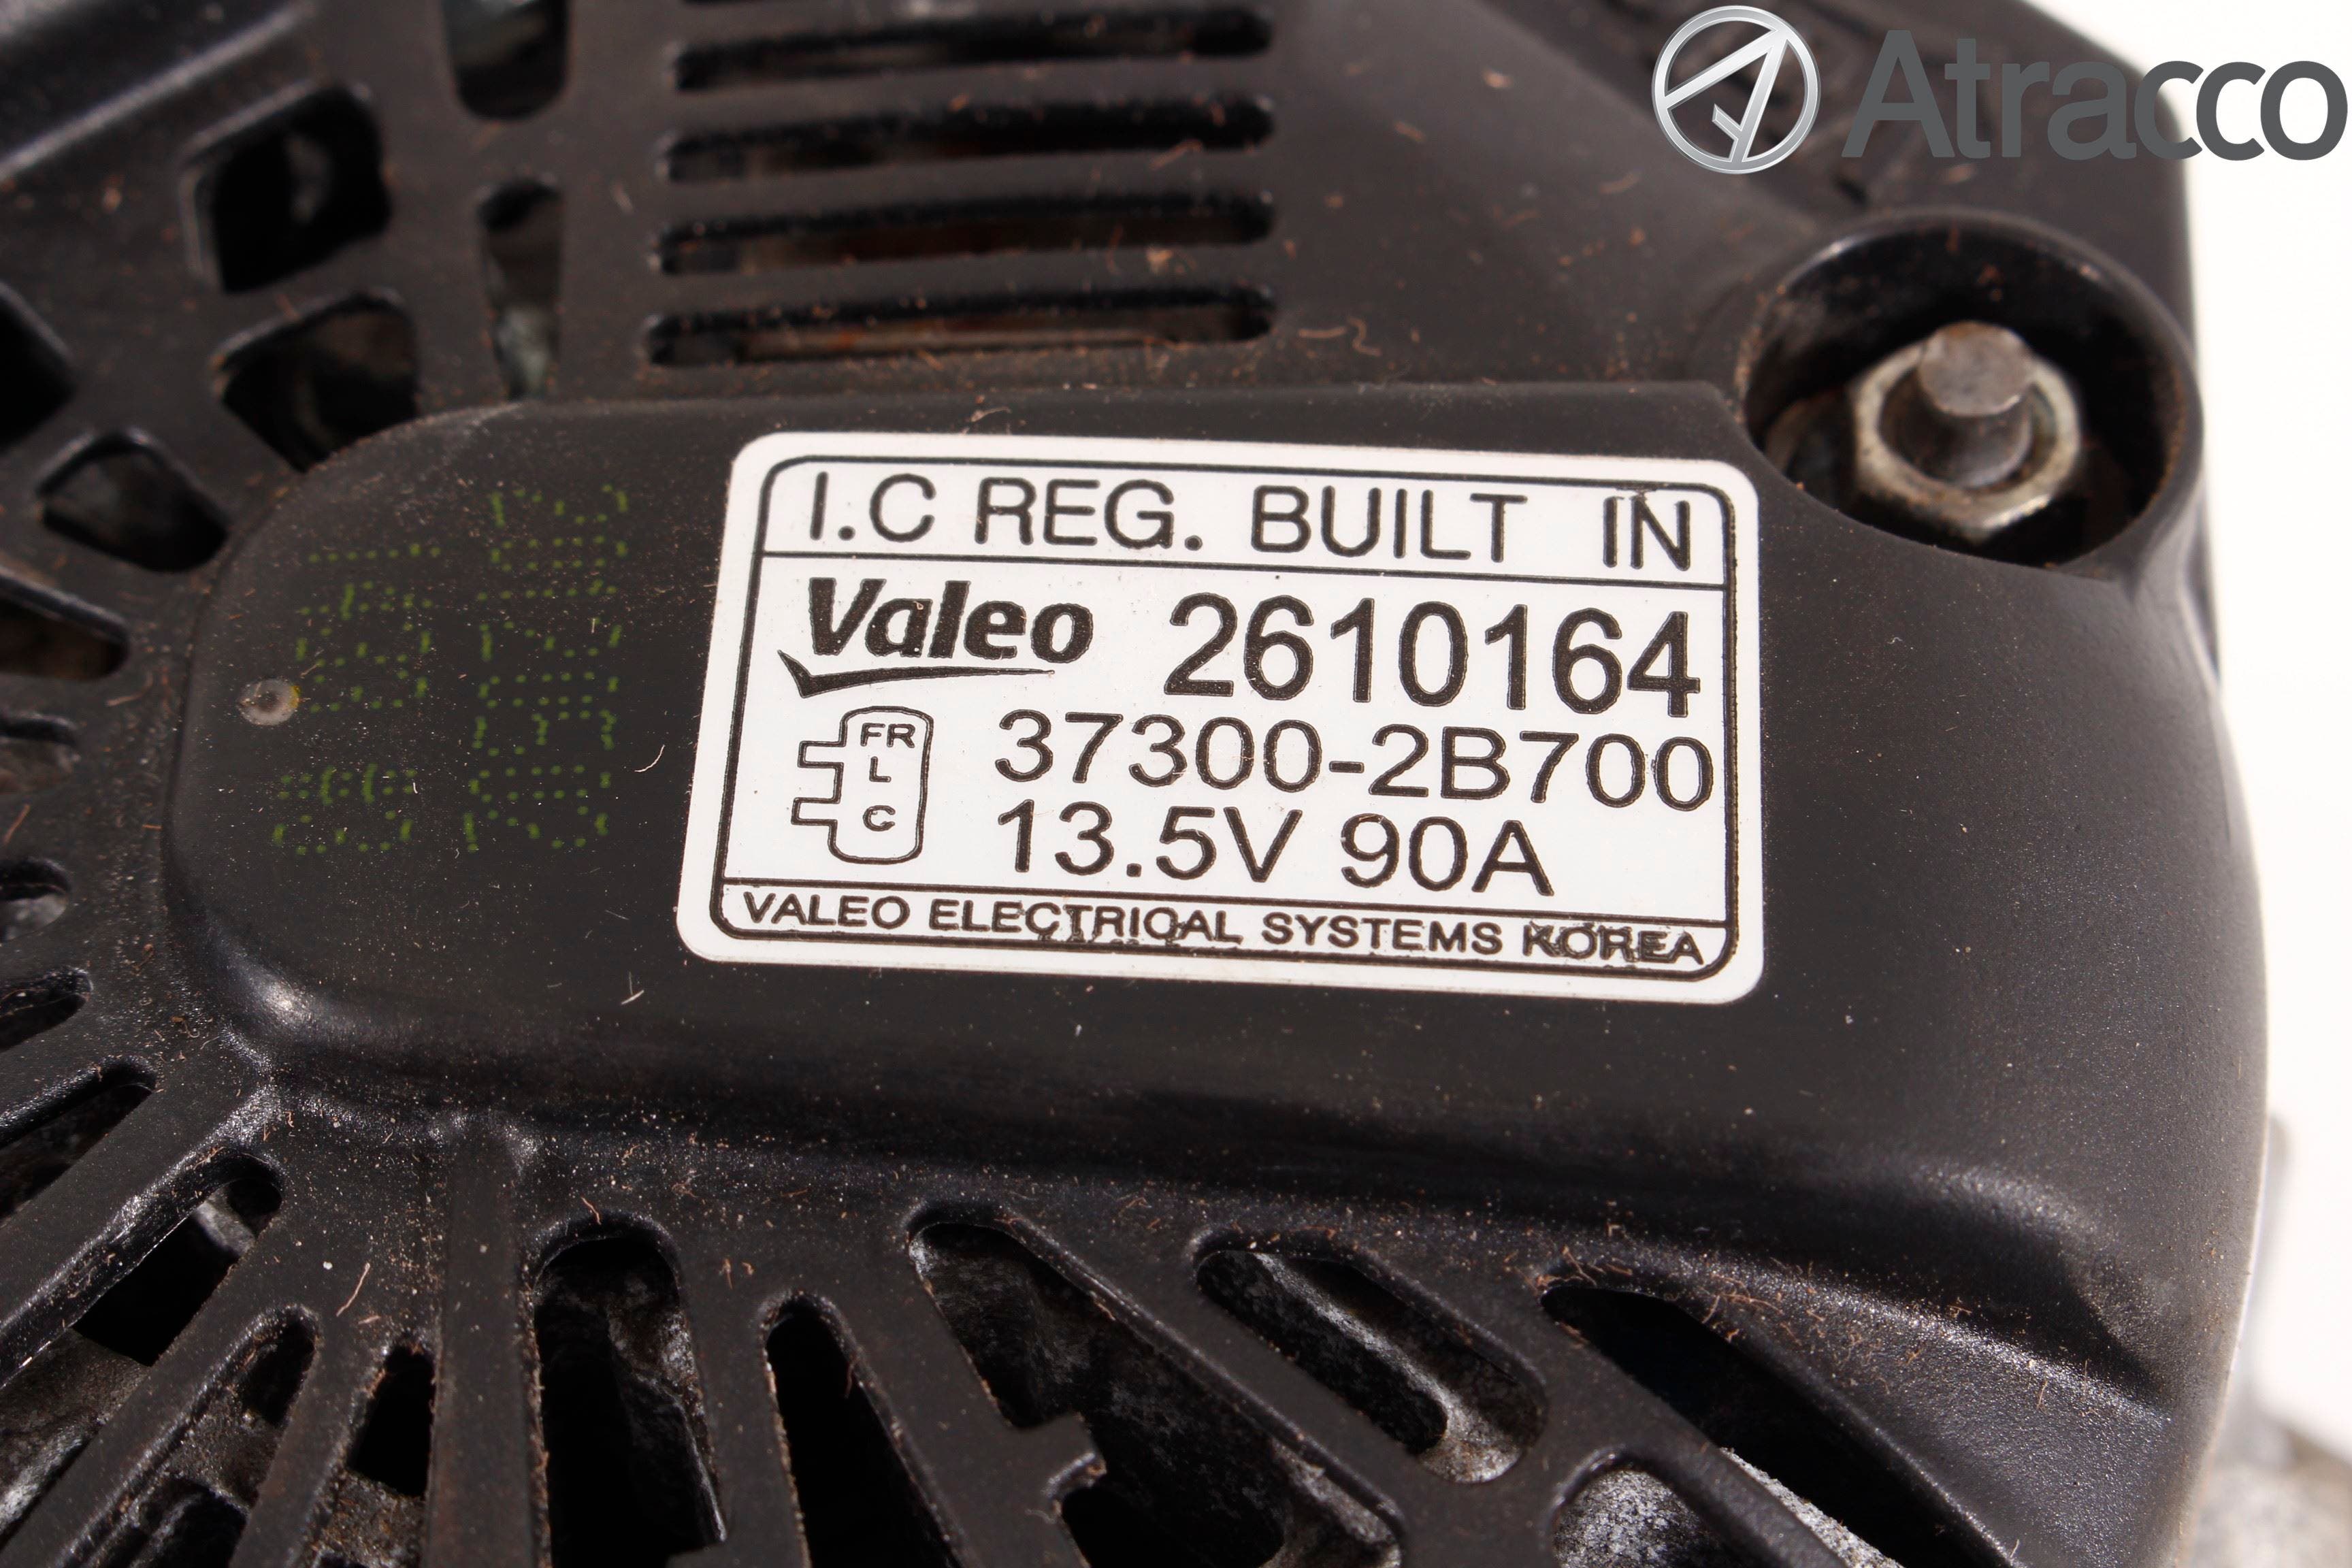 Atracco
I.C REG. BUILT IN
Valeo 2610164
FR
L
C
37300-2B700
13.5V 90A
VALEO ELECTRICAL SYSTEMS KOREA